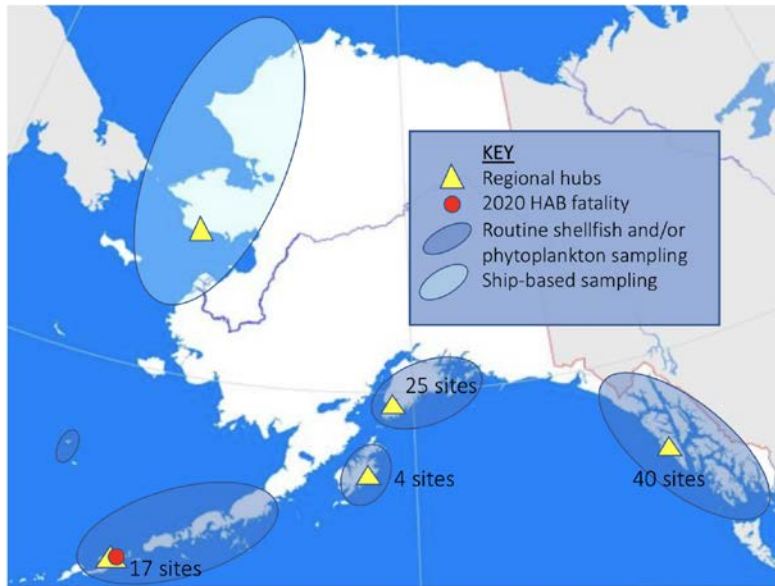 KEY
Regional hubs
2020 HAB fatality
Routine shellfish and/or
phytoplankton sampling
Ship-based sampling
25 sites
4 sites
40 sites
17 sites